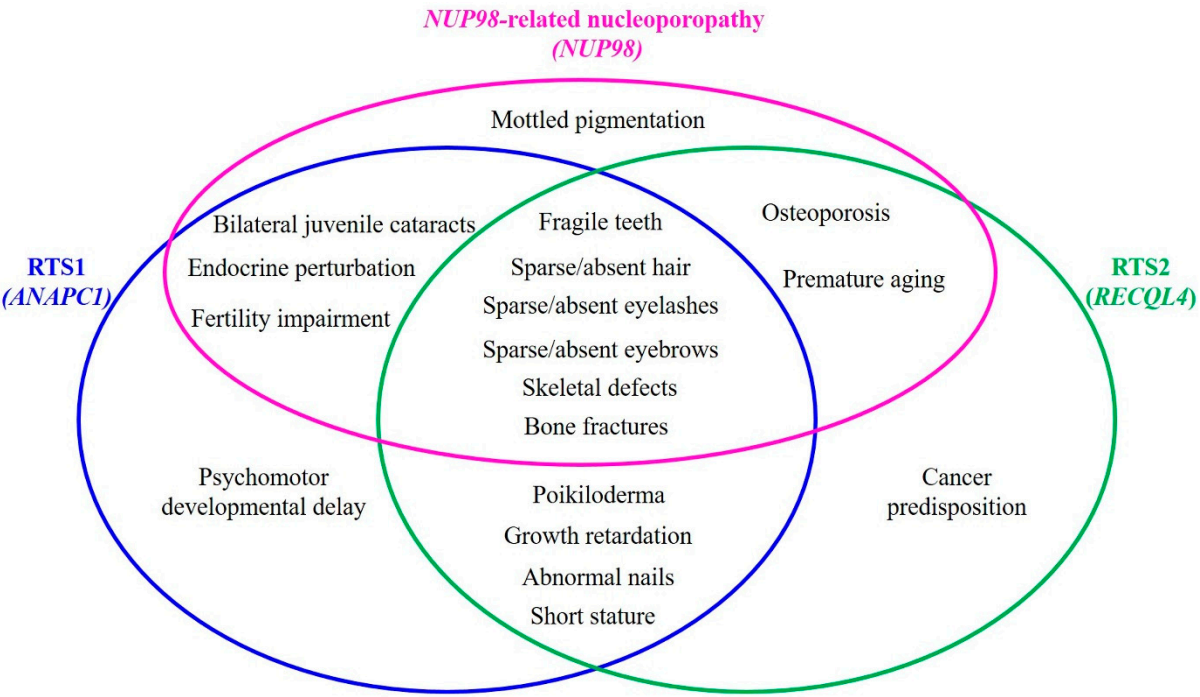 NUP98-related nucleoporopathy
(NUP98)
Mottled pigmentation
Bilateral juvenile cataracts
Endocrine perturbation
Fertility impairment
Fragile teeth
Sparse/absent hair
Sparse/absent eyelashes
Sparse/absent eyebrows
Skeletal defects
Bone fractures
Osteoporosis
Premature aging
RTS1
(ANAPC1)
RTS2
(RECQL4)
Psychomotor
developmental delay
Poikiloderma
Growth retardation
Abnormal nails
Short stature
Cancer
predisposition